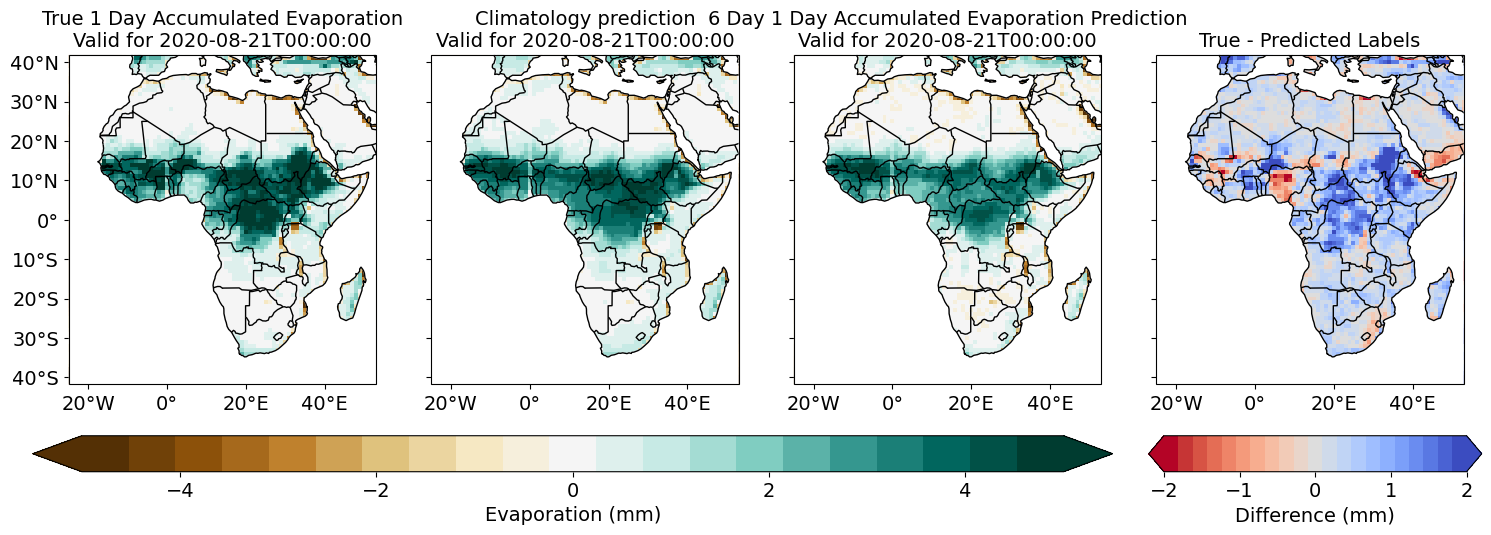 True 1 Day Accumulated Evaporation
Valid for 2020-08-21T00:00:00
Climatology prediction
Valid for 2020-08-21T00:00:00
6 Day 1 Day Accumulated Evaporation Prediction
Valid for 2020-08-21T00:00:00
True - Predicted Labels
40°N
30°N
20°N
10°N
0°
10°S
20°S
30°S
40°S
20°W 0° 20°E 40°E
20°W 0° 20°E 40°E
20°W 0° 20°E 40°E
20°W 0° 20°E 40°E
−4 −2 0 2 4
Evaporation (mm)
−2 −1 0 1 2
Difference (mm)